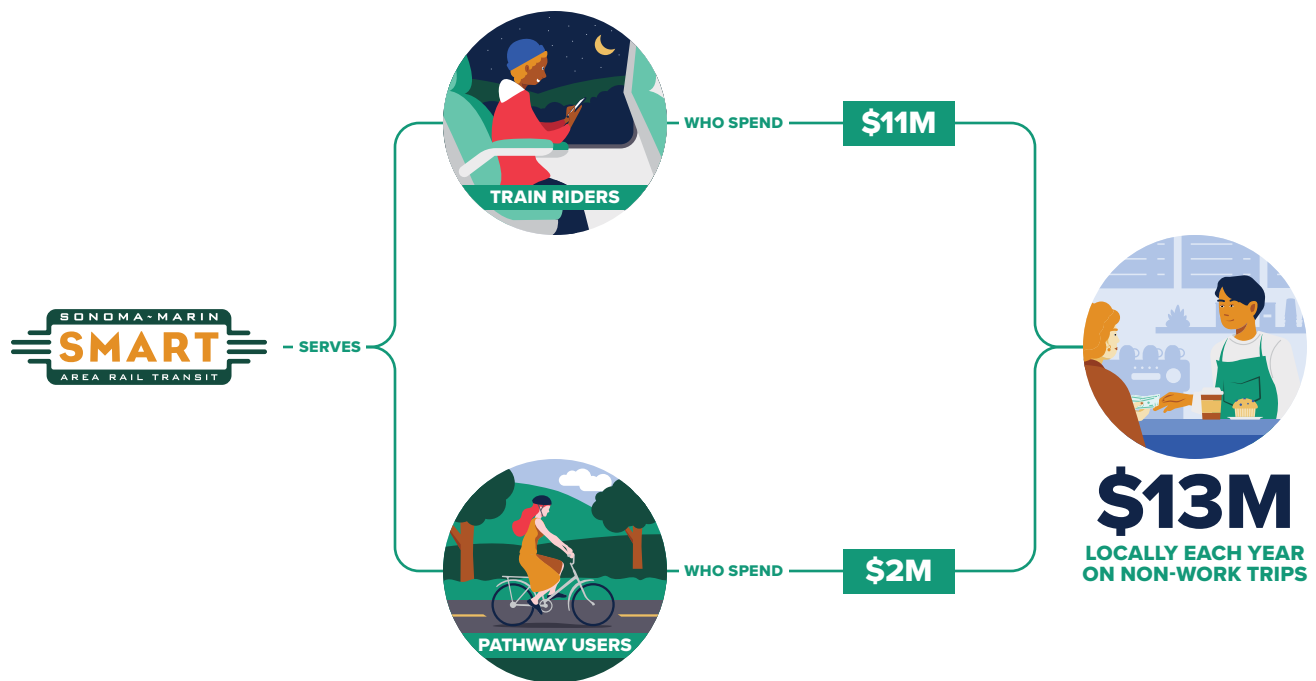 SONOMA~MARIN
SMART
AREA RAIL TRANSIT
SERVES
TRAIN RIDERS
WHO SPEND
$11M
PATHWAY USERS
WHO SPEND
$2M
$13M
LOCALLY EACH YEAR
ON NON-WORK TRIPS